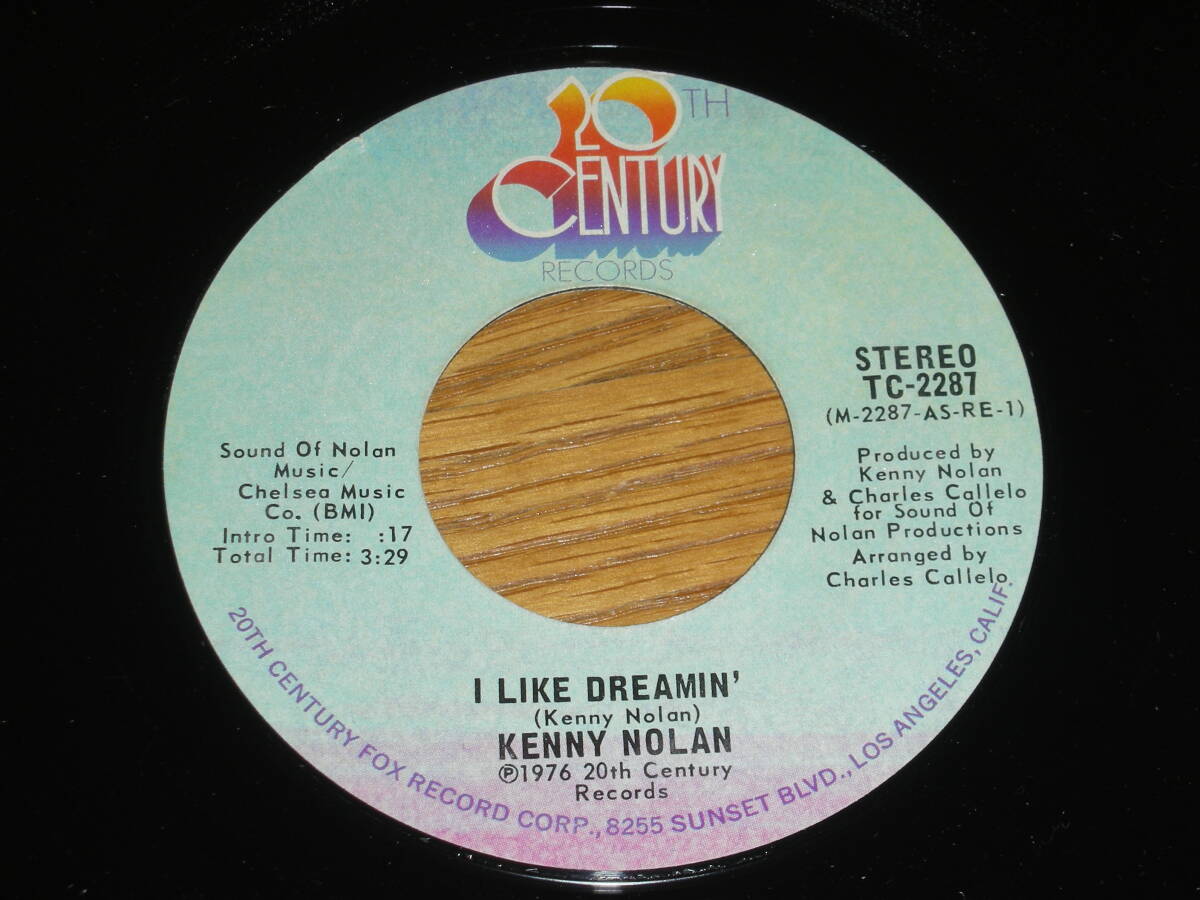 20TH
CENTURY
RECORDS
STEREO
TC-2287
(M-2287-AS-RE-1)
Sound Of Nolan
Music/
Chelsea Music
Co. (BMI)
Intro Time: :17
Total Time: 3:29
Produced by
Kenny Nolan
& Charles Callelo
for Sound Of
Nolan Productions
Arranged by
Charles Callelo
I LIKE DREAMIN'
(Kenny Nolan)
KENNY NOLAN
℗1976 20th Century
Records
20TH CENTURY FOX RECORD CORP., 8255 SUNSET BLVD., LOS ANGELES, CALIF.